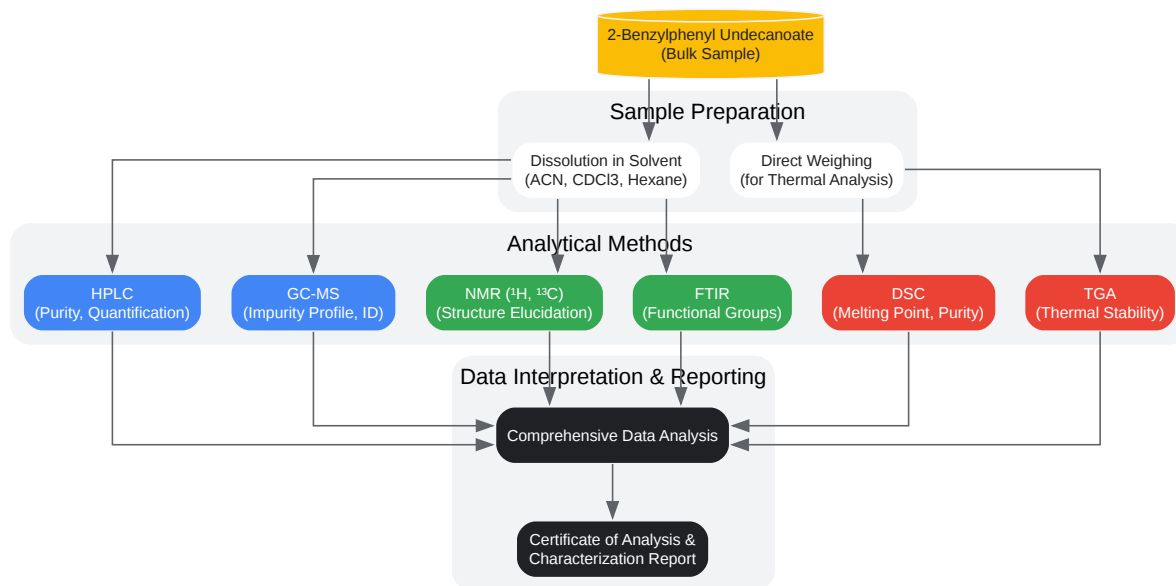 2-Benzylphenyl Undecanoate
(Bulk Sample)
Sample Preparation
Dissolution in Solvent
(ACN, CDCl3, Hexane)
Direct Weighing
(for Thermal Analysis)
Analytical Methods
HPLC
(Purity, Quantification)
GC-MS
(Impurity Profile, ID)
NMR (¹H, ¹³C)
(Structure Elucidation)
FTIR
(Functional Groups)
DSC
(Melting Point, Purity)
TGA
(Thermal Stability)
Data Interpretation & Reporting
Comprehensive Data Analysis
Certificate of Analysis &
Characterization Report